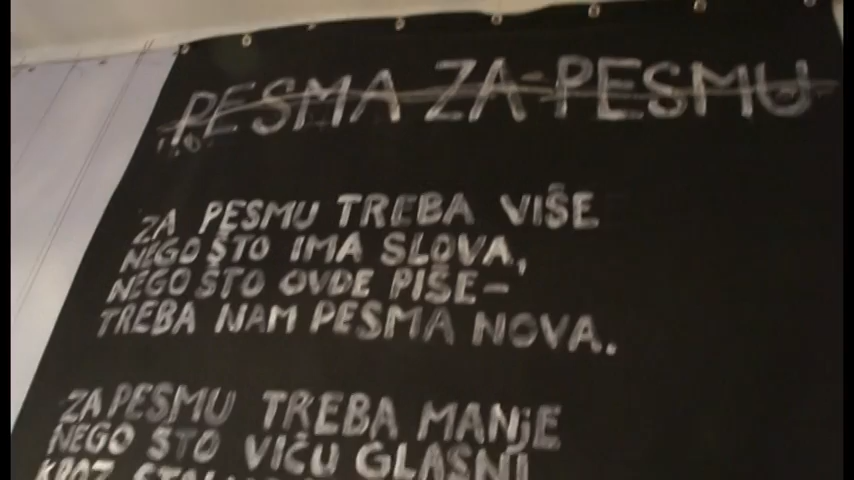 PESMA ZA PESMU
ZA PESMU TREBA VIŠE
NEGO ŠTO IMA SLOVA,
NEGO ŠTO OVDE PIŠE-
TREBA NAM PESMA NOVA.
ZA PESMU TREBA MANjE
NEGO ŠTO VIČU GLASNI
KROZ